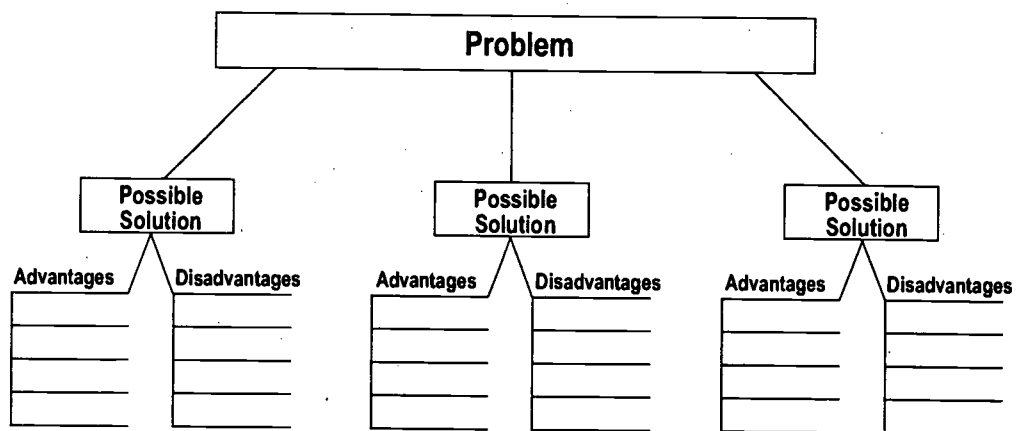 Problem
Possible
Solution
Possible
Solution
Possible
Solution
Advantages
Disadvantages
Advantages
Disadvantages
Advantages
Disadvantages